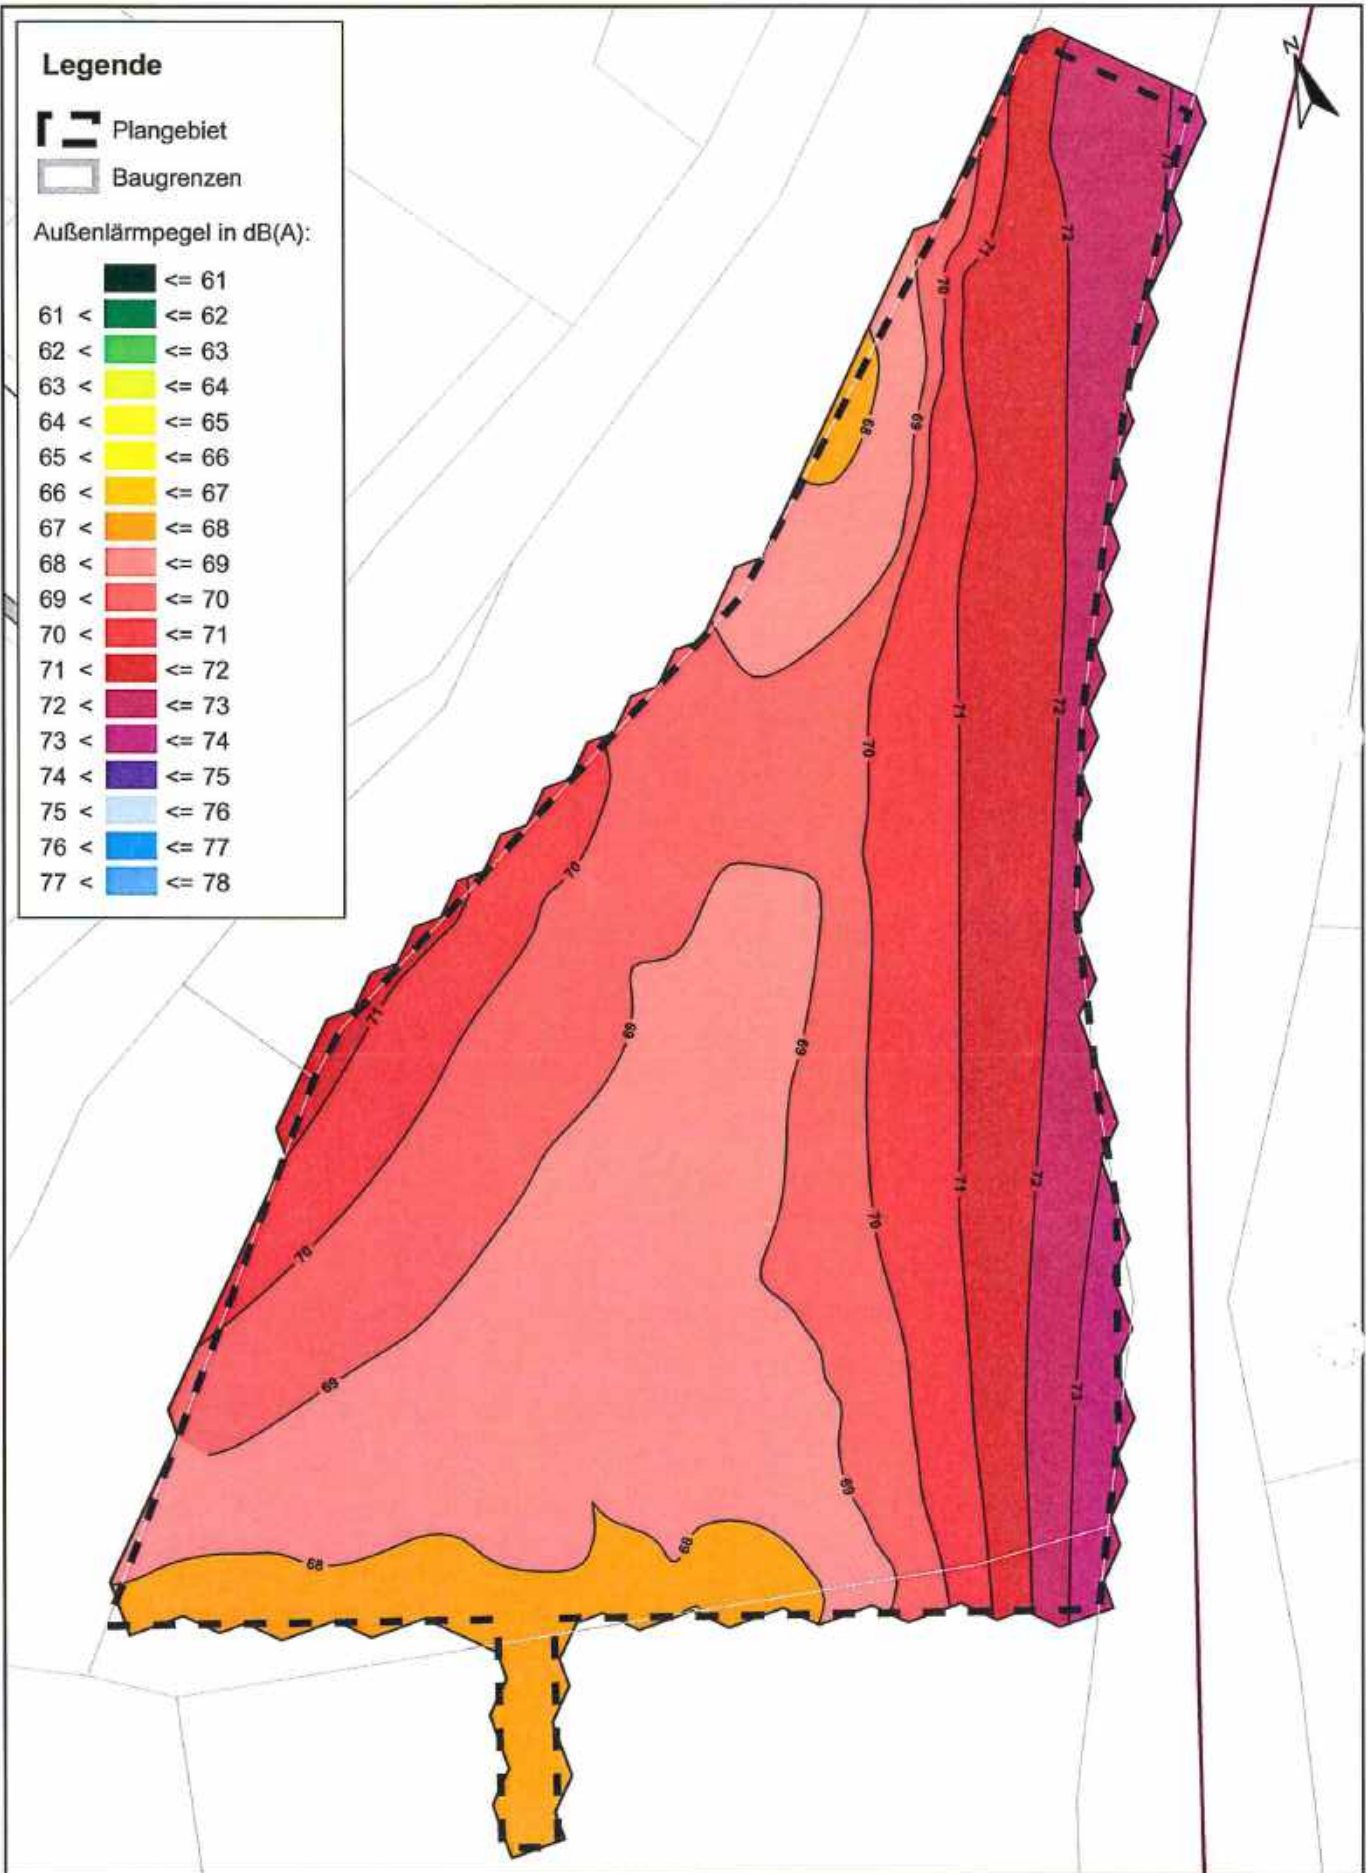 Legende
Plangebiet
Baugrenzen
Außenlärmpegel in dB(A):
<= 61
61 < <= 62
62 < <= 63
63 < <= 64
64 < <= 65
65 < <= 66
66 < <= 67
67 < <= 68
68 < <= 69
69 < <= 70
70 < <= 71
71 < <= 72
72 < <= 73
73 < <= 74
74 < <= 75
75 < <= 76
76 < <= 77
77 < <= 78
N
73
72
71
70
69
68
72
71
70
70
71
69
69
72
71
70
70
73
69
69
68
68